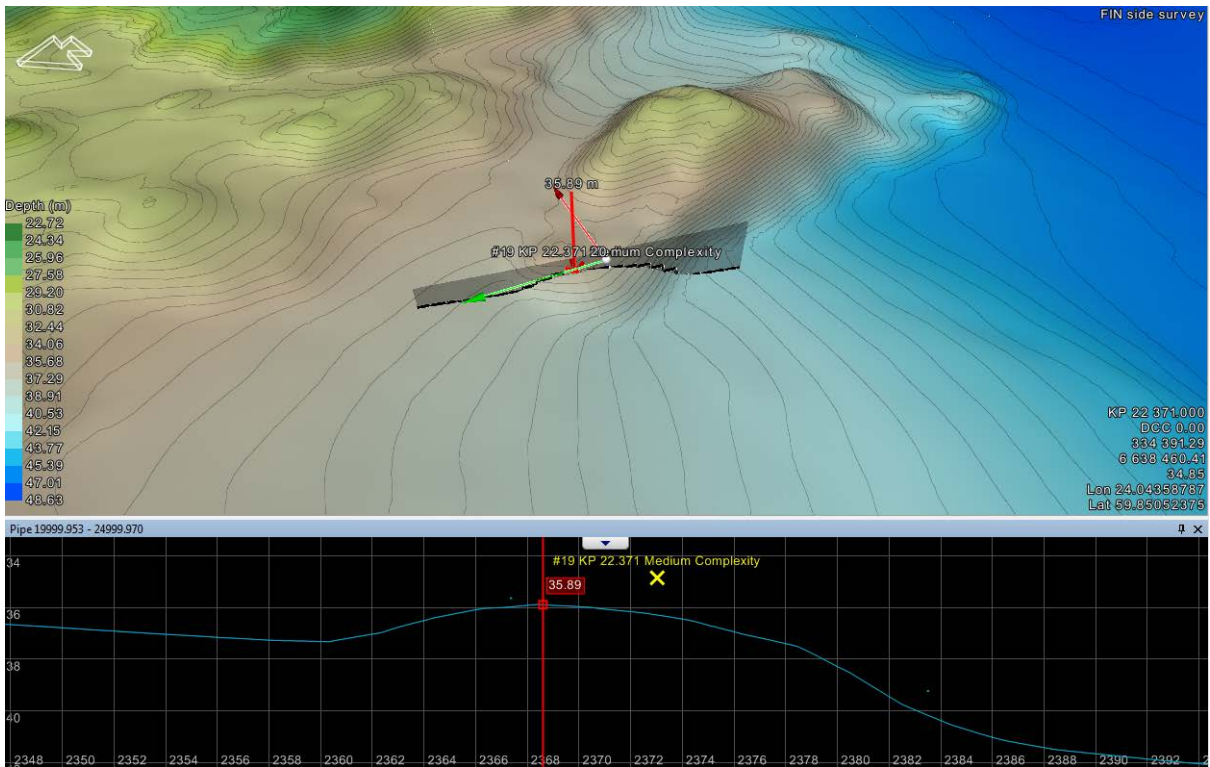 FIN side survey
35.89 m
Depth (m)
22.72
24.34
25.96
27.58
29.20
30.82
32.44
34.06
35.68
37.29
38.91
40.53
42.15
43.77
45.39
47.01
48.63
#19 KP 22.371 Complexity
KP 22 371.000
DCC 0.00
334 391.29
6 638 460.41
34.85
Lon 24.04358787
Lat 59.85052375
Pipe 19999.953 - 24999.970
#19 KP 22.371 Medium Complexity
35.89
34
36
38
40
2348 2350 2352 2354 2356 2358 2360 2362 2364 2366 2368 2370 2372 2374 2376 2378 2380 2382 2384 2386 2388 2390 2392